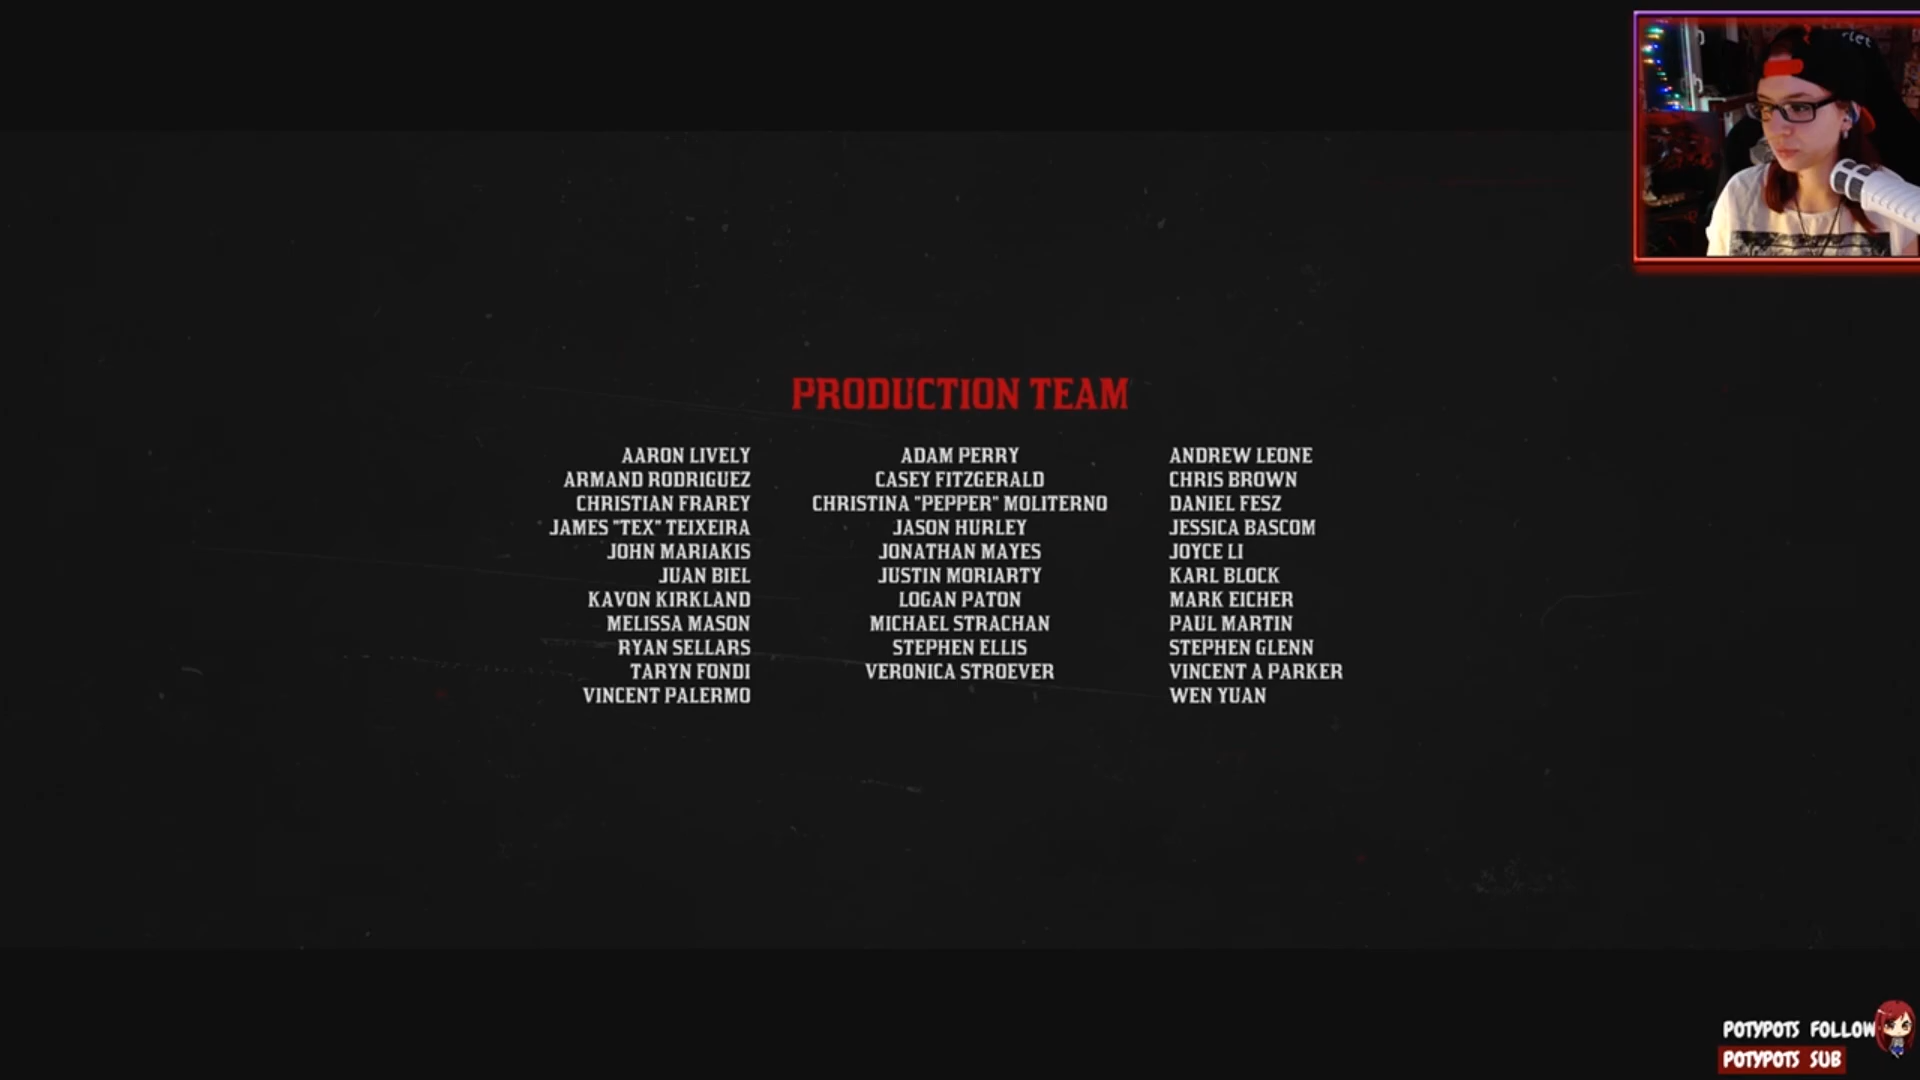 PRODUCTION TEAM
AARON LIVELY ADAM PERRY ANDREW LEONE
ARMAND RODRIGUEZ CASEY FITZGERALD CHRIS BROWN
CHRISTIAN FRAREY CHRISTINA "PEPPER" MOLITERNO DANIEL FESZ
JAMES "TEX" TEIXEIRA JASON HURLEY JESSICA BASCOM
JOHN MARIAKIS JONATHAN MAYES JOYCE LI
JUAN BIEL JUSTIN MORIARTY KARL BLOCK
KAVON KIRKLAND LOGAN PATON MARK EICHER
MELISSA MASON MICHAEL STRACHAN PAUL MARTIN
RYAN SELLARS STEPHEN ELLIS STEPHEN GLENN
TARYN FONDI VERONICA STROEVER VINCENT A PARKER
VINCENT PALERMO WEN YUAN
POTYPOTS FOLLOW
POTYPOTS SUB